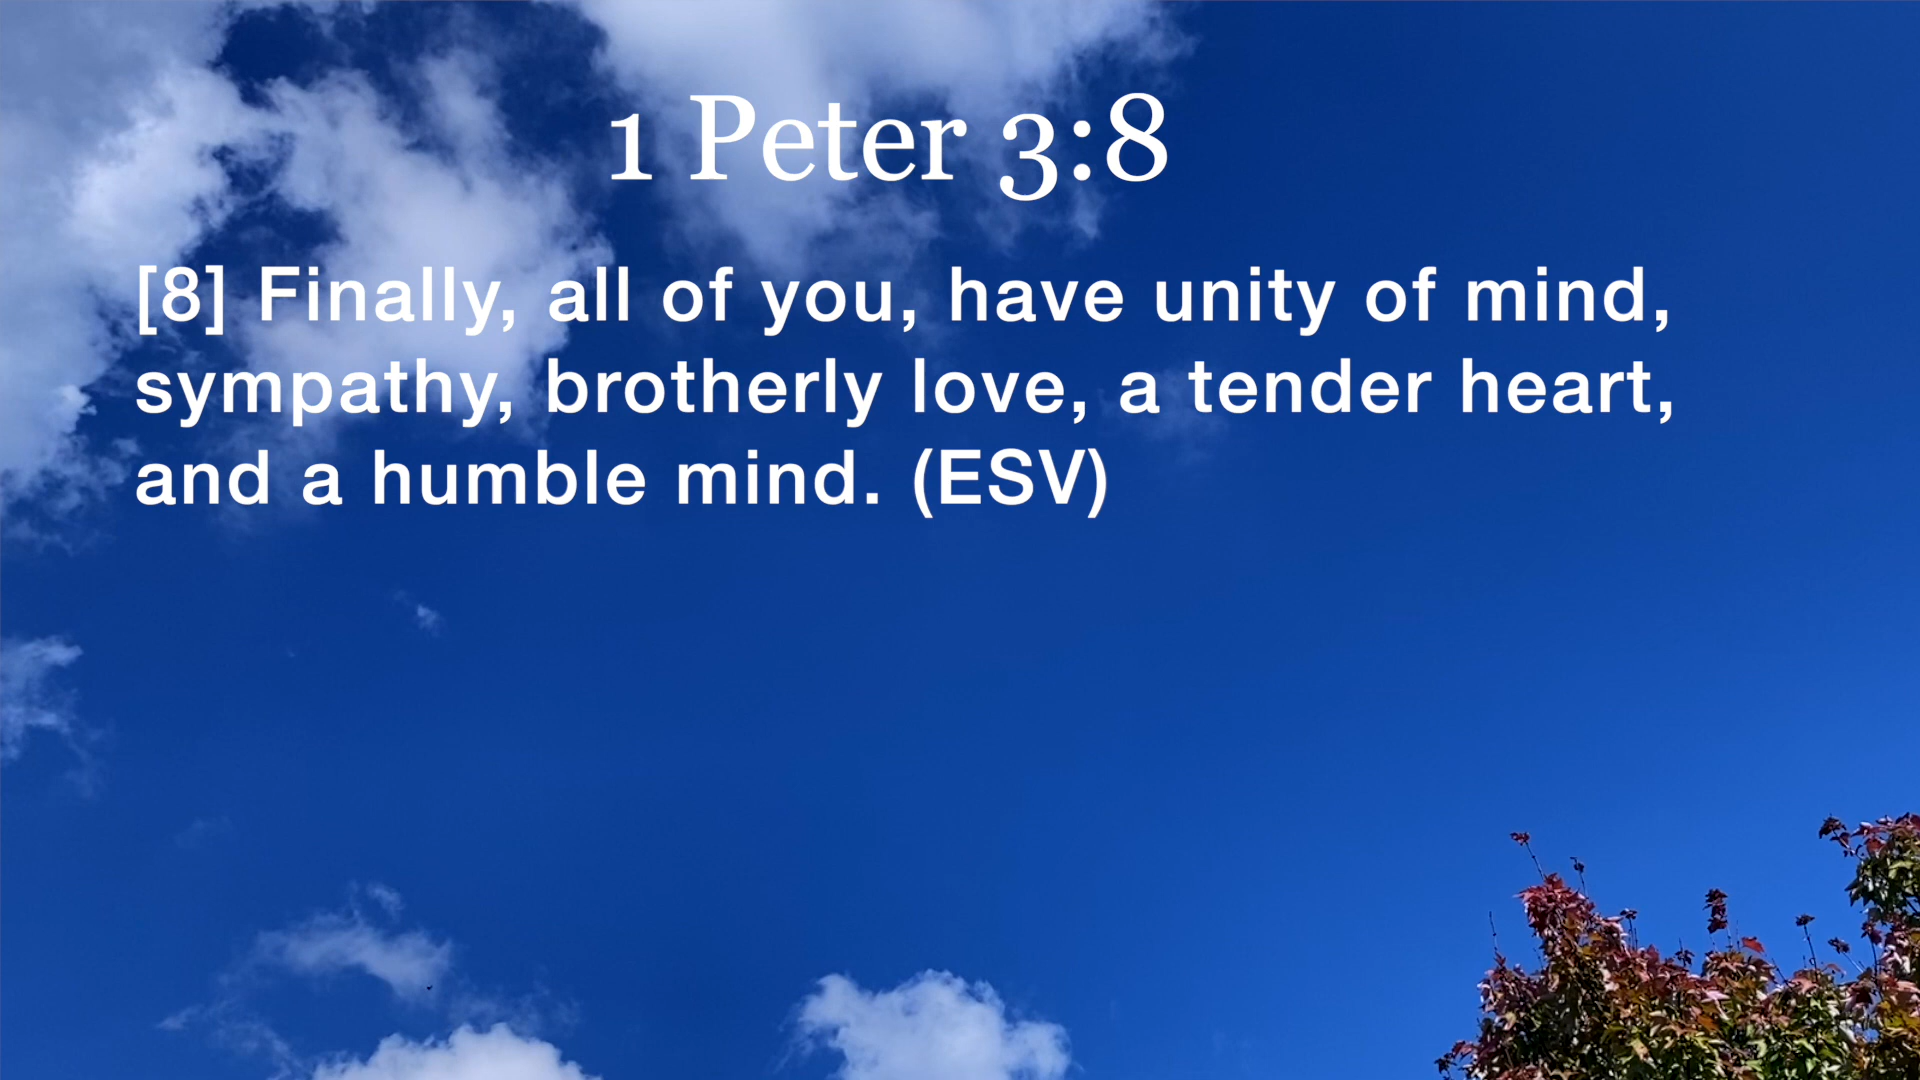 1 Peter 3:8
[8] Finally, all of you, have unity of mind,
sympathy, brotherly love, a tender heart,
and a humble mind. (ESV)